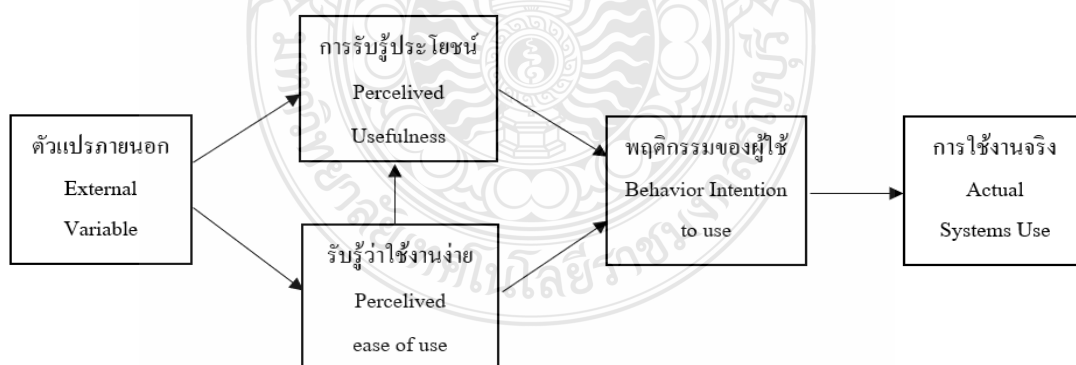 การรับรู้ประโยชน์
Percelived
Usefulness
ตัวแปรภายนอก
External
Variable
รับรู้ว่าใช้งานง่าย
Percelived
ease of use
พฤติกรรมของผู้ใช้
Behavior Intention
to use
การใช้งานจริง
Actual
Systems Use